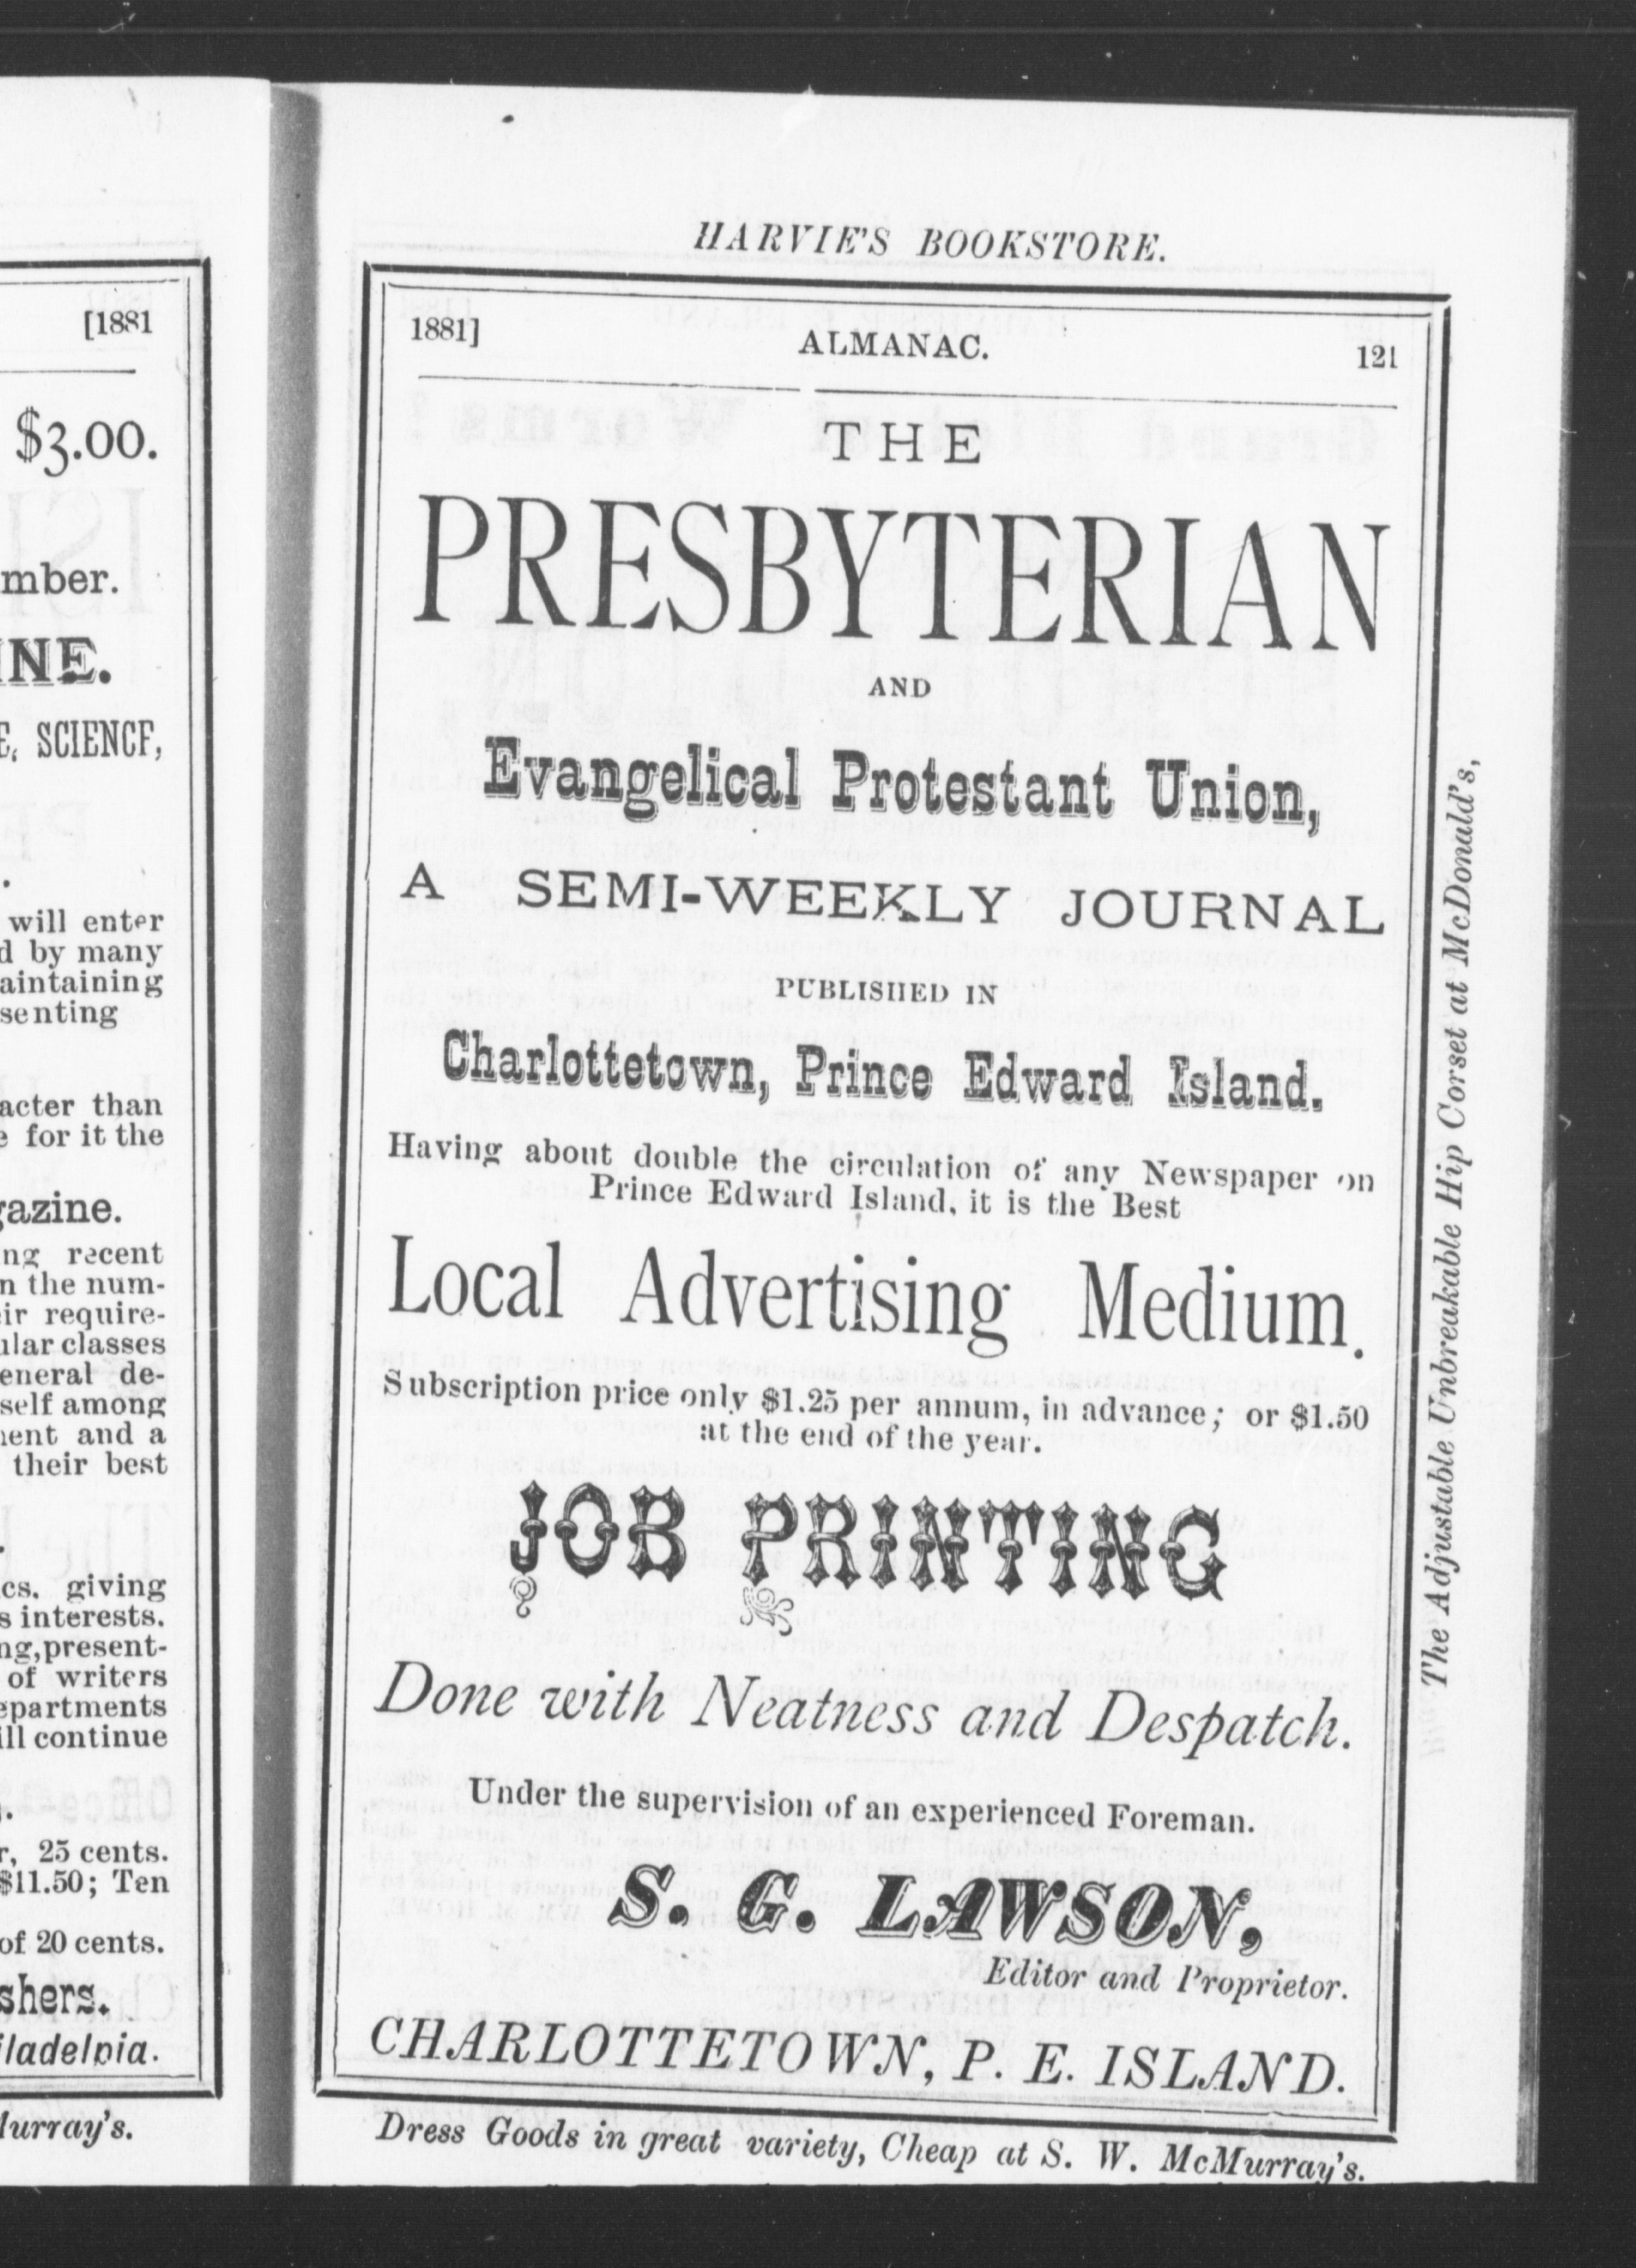 [1881
$3.00.
mber.
INE.
E, SCIENCE,
will enter
d by many
aintaining
senting
acter than
e for it the
gazine.
ng recent
n the num-
eir require-
ular classes
eneral de-
self among
ment and a
their best
cs. giving
s interests.
ng, present-
of writers
epartments
ill continue
r, 25 cents.
$11.50; Ten
of 20 cents.
shers.
iladelpia.
Murray's.
HARVIE'S BOOKSTORE.
1881] ALMANAC. 121
THE
PRESBYTERIAN
AND
Evangelical Protestant Union,
A SEMI-WEEKLY JOURNAL
PUBLISHED IN
Charlottetown, Prince Edward Island.
Having about double the circulation of any Newspaper on
Prince Edward Island, it is the Best
Local Advertising Medium.
Subscription price only $1.25 per annum, in advance; or $1.50
at the end of the year.
JOB PRINTING
Done with Neatness and Despatch.
Under the supervision of an experienced Foreman.
S. G. LAWSON,
Editor and Proprietor.
CHARLOTTETOWN, P. E. ISLAND.
Dress Goods in great variety, Cheap at S. W. McMurray's.
The Adjustable Unbreakable Hip Corset at McDonald's,